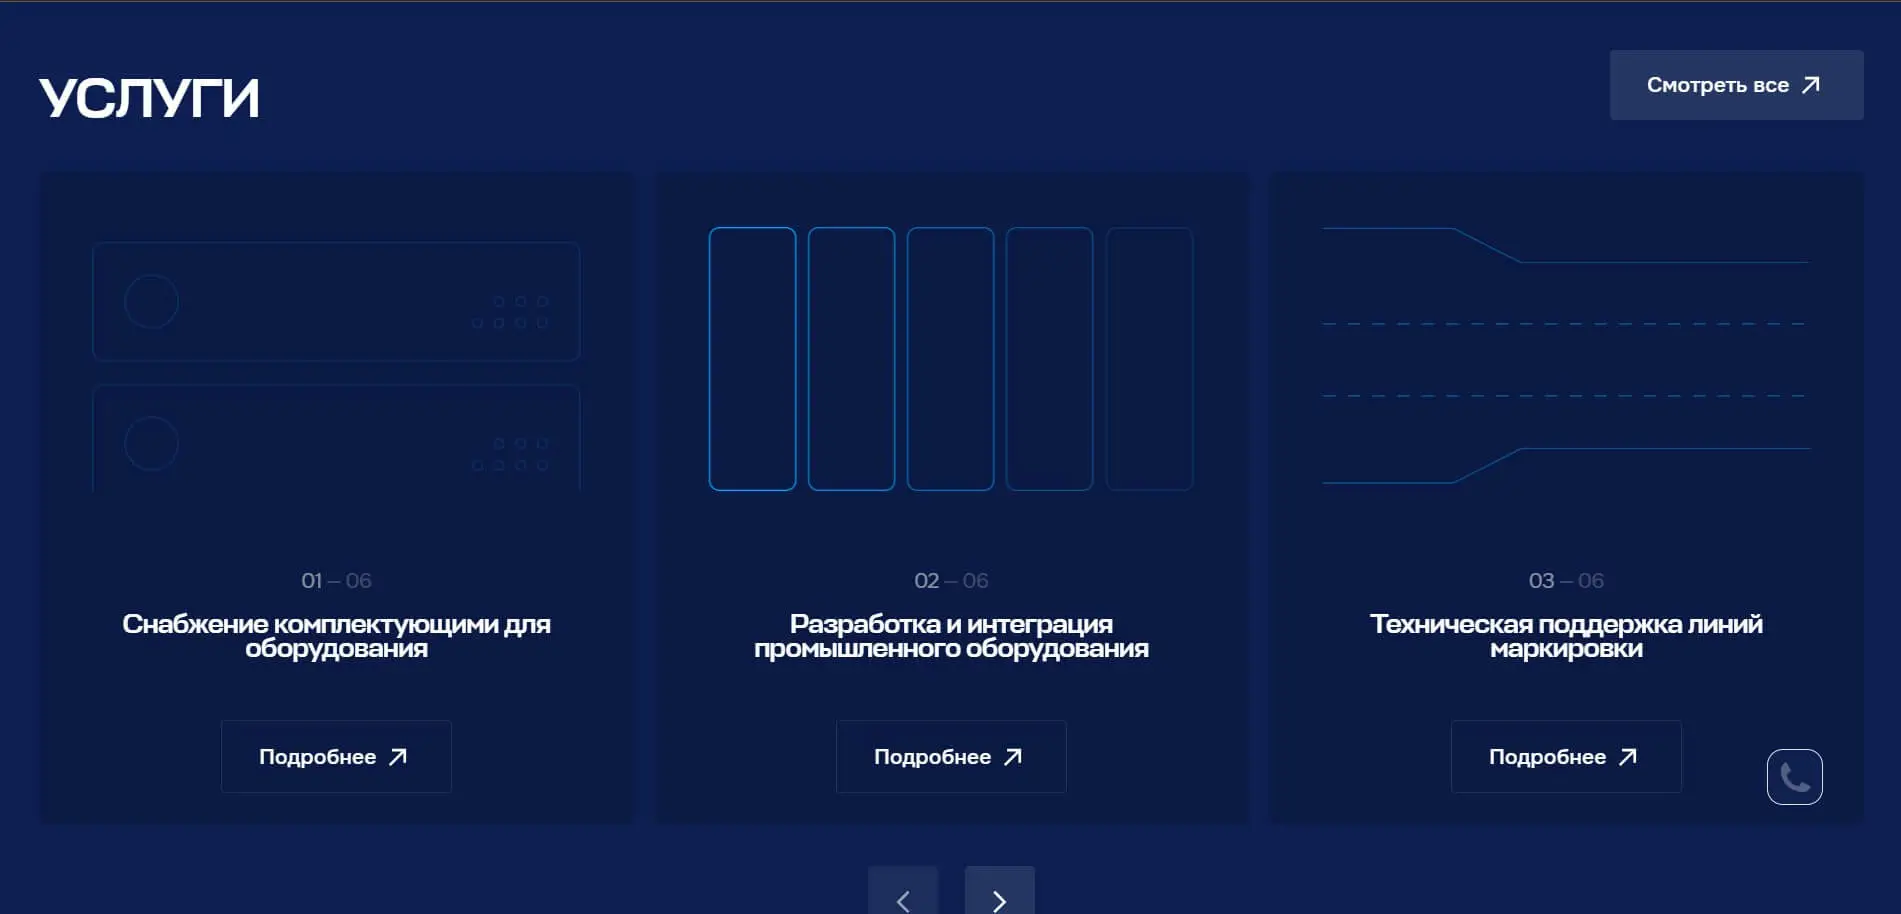 УСЛУГИ
Смотреть все
01 — 06
Снабжение комплектующими для
оборудования
Подробнее
02 — 06
Разработка и интеграция
промышленного оборудования
Подробнее
03 — 06
Техническая поддержка линий
маркировки
Подробнее